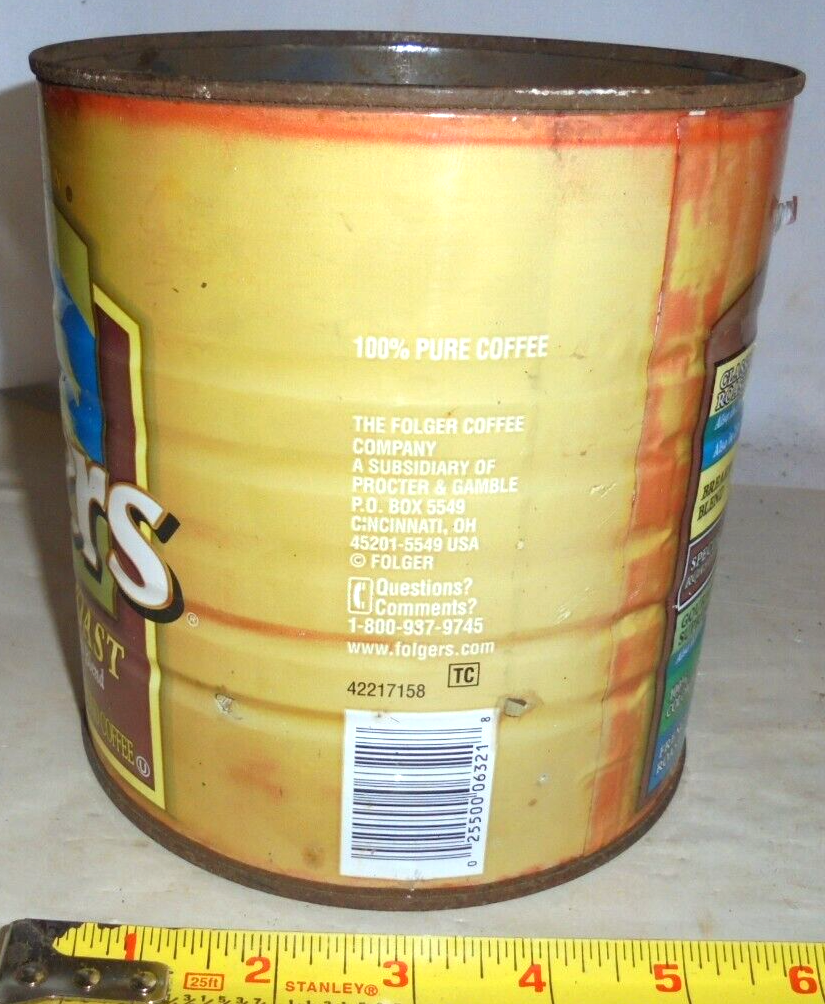 ers
®
AST
COFFEE U
100% PURE COFFEE
THE FOLGER COFFEE
COMPANY
A SUBSIDIARY OF
PROCTER & GAMBLE
P.O. BOX 5549
CINCINNATI, OH
45201-5549 USA
© FOLGER
Questions?
Comments?
1-800-937-9745
www.folgers.com
TC
42217158
0 25500 06321 8
1 2 3 4 5 6
25ft STANLEY®